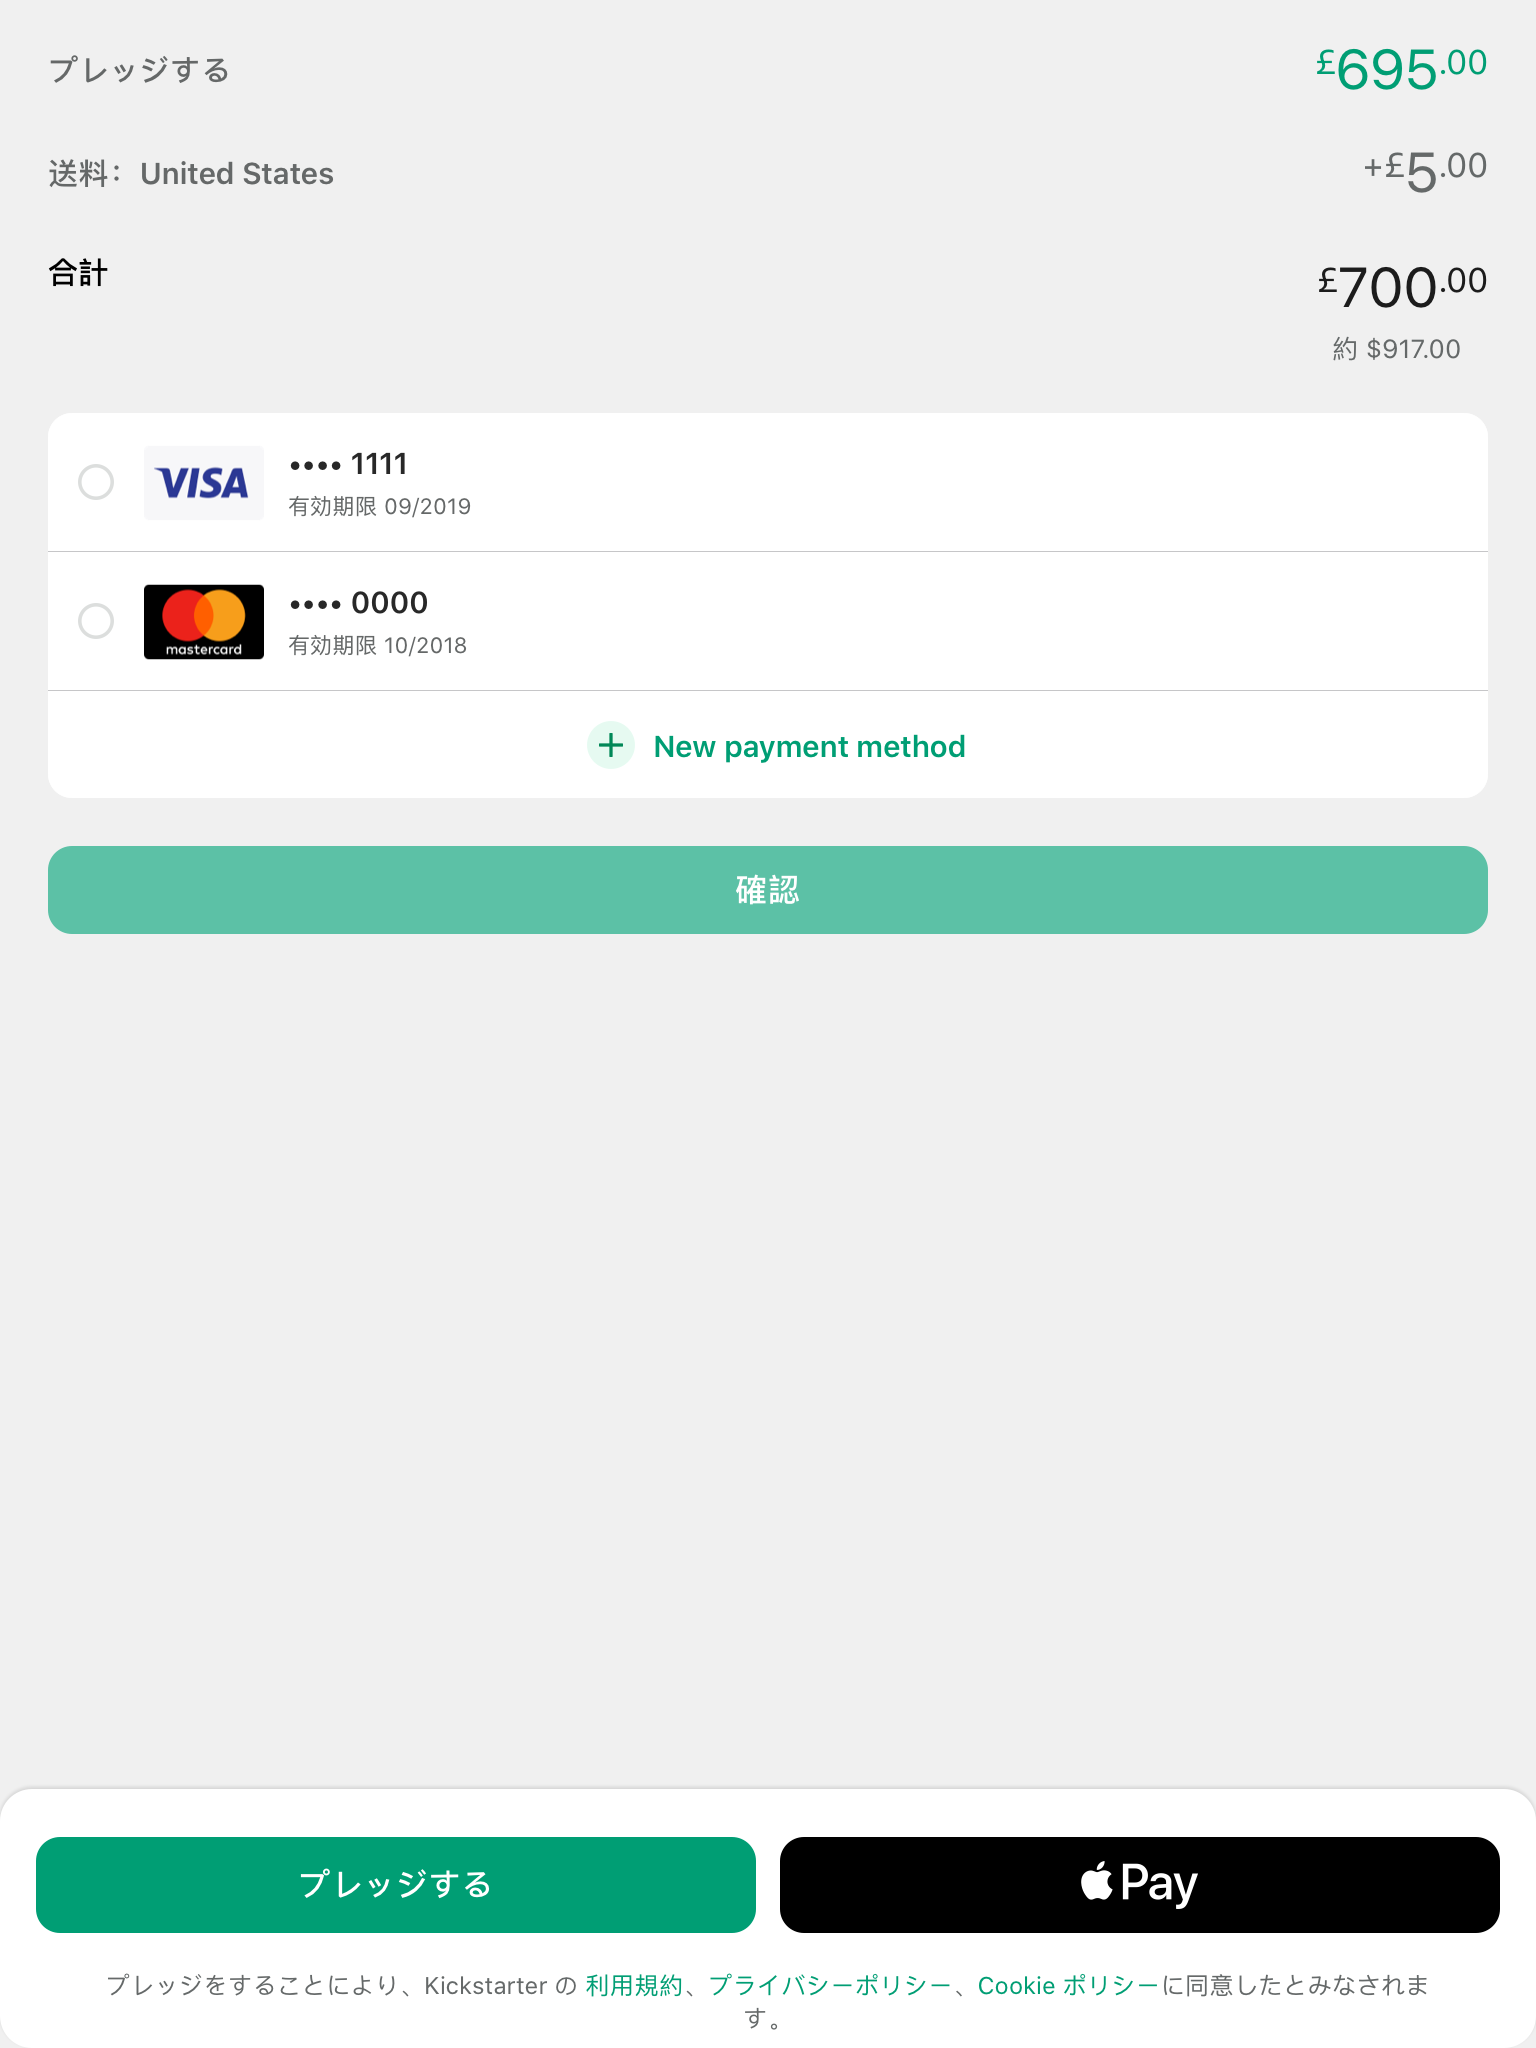 プレッジする £695.00
送料： United States +£5.00
合計 £700.00
約 $917.00
VISA •••• 1111
有効期限 09/2019
mastercard •••• 0000
有効期限 10/2018
+ New payment method
確認
プレッジする Pay
プレッジをすることにより、Kickstarter の 利用規約、プライバシーポリシー、Cookie ポリシーに同意したとみなされま
す。